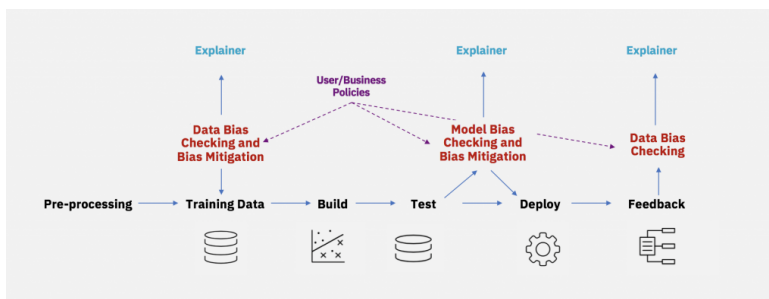 Explainer
Explainer
Explainer
User/Business
Policies
Data Bias
Checking and
Bias Mitigation
Model Bias
Checking and
Bias Mitigation
Data Bias
Checking
Pre-processing
Training Data
Build
Test
Deploy
Feedback